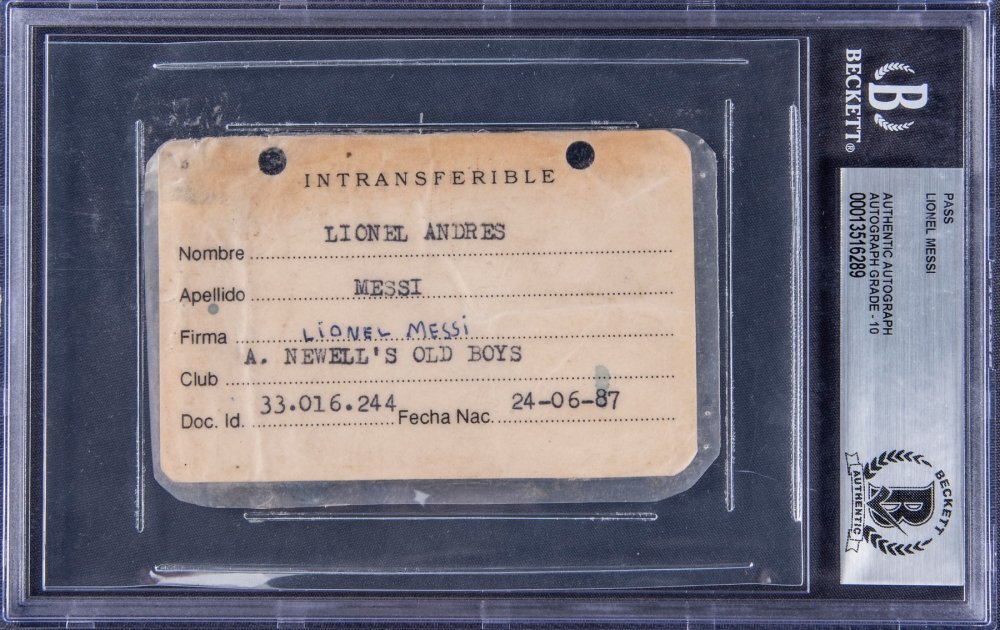 INTRANSFERIBLE
Nombre LIONEL ANDRES
Apellido MESSI
Firma LIONEL MESSI
Club A. NEWELL'S OLD BOYS
Doc. Id. 33.016.244 Fecha Nac. 24-06-87
B
BECKETT®
PASS
LIONEL MESSI
AUTHENTIC AUTOGRAPH
AUTOGRAPH GRADE - 10
00013516289
BECKETT
B
AUTHENTIC